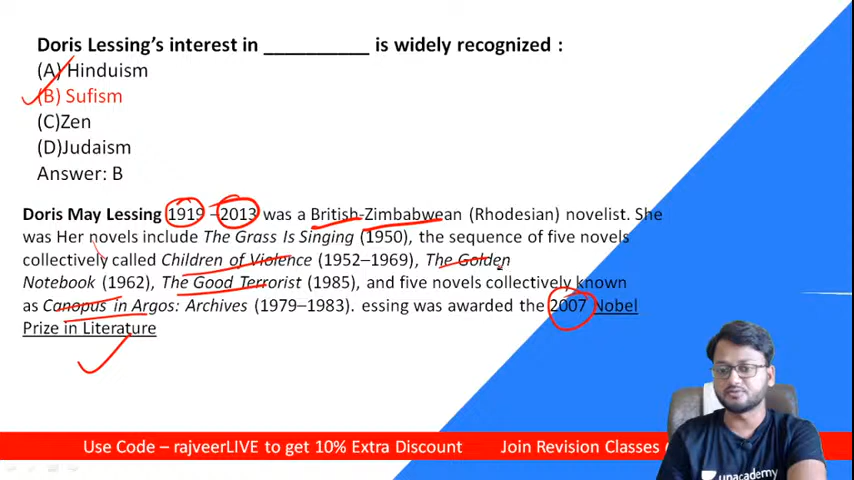 Doris Lessing's interest in __________ is widely recognized :
(A) Hinduism
(B) Sufism
(C)Zen
(D)Judaism
Answer: B
Doris May Lessing 1919 –2013 was a British-Zimbabwean (Rhodesian) novelist. She
was Her novels include The Grass Is Singing (1950), the sequence of five novels
collectively called Children of Violence (1952–1969), The Golden
Notebook (1962), The Good Terrorist (1985), and five novels collectively known
as Canopus in Argos: Archives (1979–1983). essing was awarded the 2007 Nobel
Prize in Literature
Use Code – rajveerLIVE to get 10% Extra Discount Join Revision Classes
unacademy